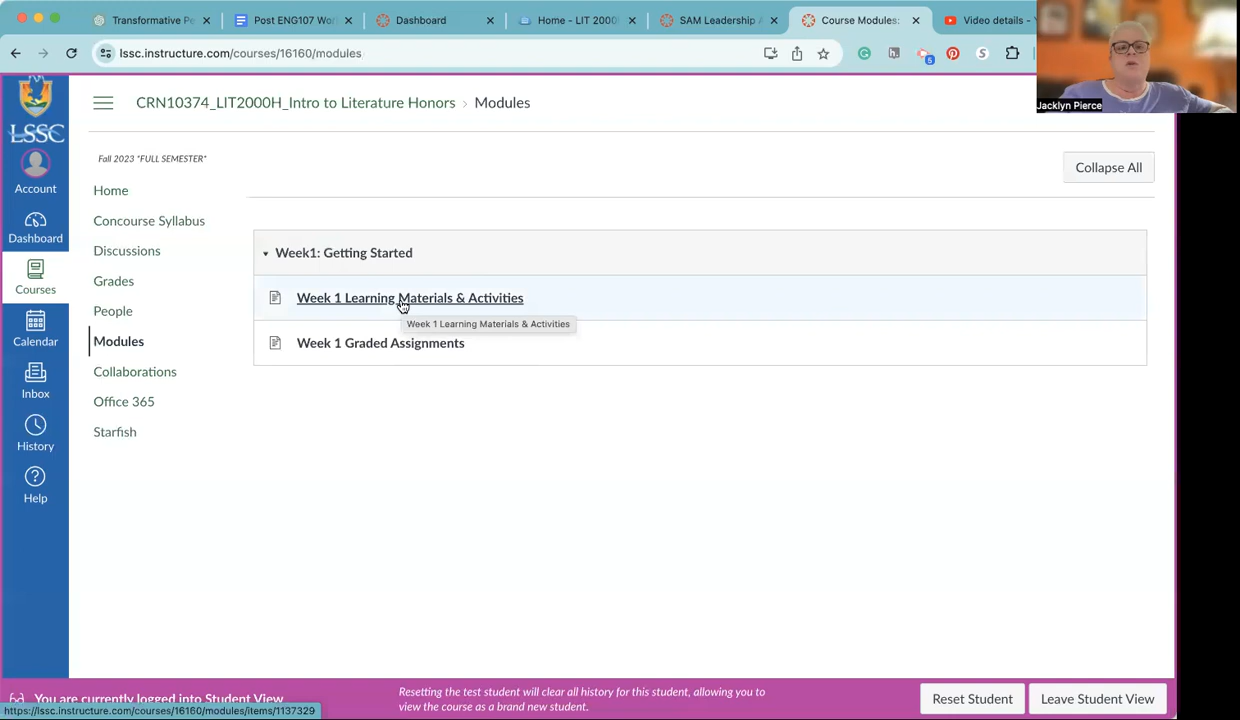 Transformative Pe
Post ENG107 Wor
Dashboard
Home - LIT 2000
SAM Leadership A
Course Modules:
Video details - Y
lssc.instructure.com/courses/16160/modules
5
Jacklyn Pierce
LSSC
Account
Dashboard
Courses
Calendar
Inbox
History
Help
CRN10374_LIT2000H_Intro to Literature Honors › Modules
Fall 2023 *FULL SEMESTER*
Home
Concourse Syllabus
Discussions
Grades
People
Modules
Collaborations
Office 365
Starfish
Collapse All
Week1: Getting Started
Week 1 Learning Materials & Activities
Week 1 Learning Materials & Activities
Week 1 Graded Assignments
You are currently logged into Student View
Resetting the test student will clear all history for this student, allowing you to
view the course as a brand new student.
Reset Student
Leave Student View
https://lssc.instructure.com/courses/16160/modules/items/1137329